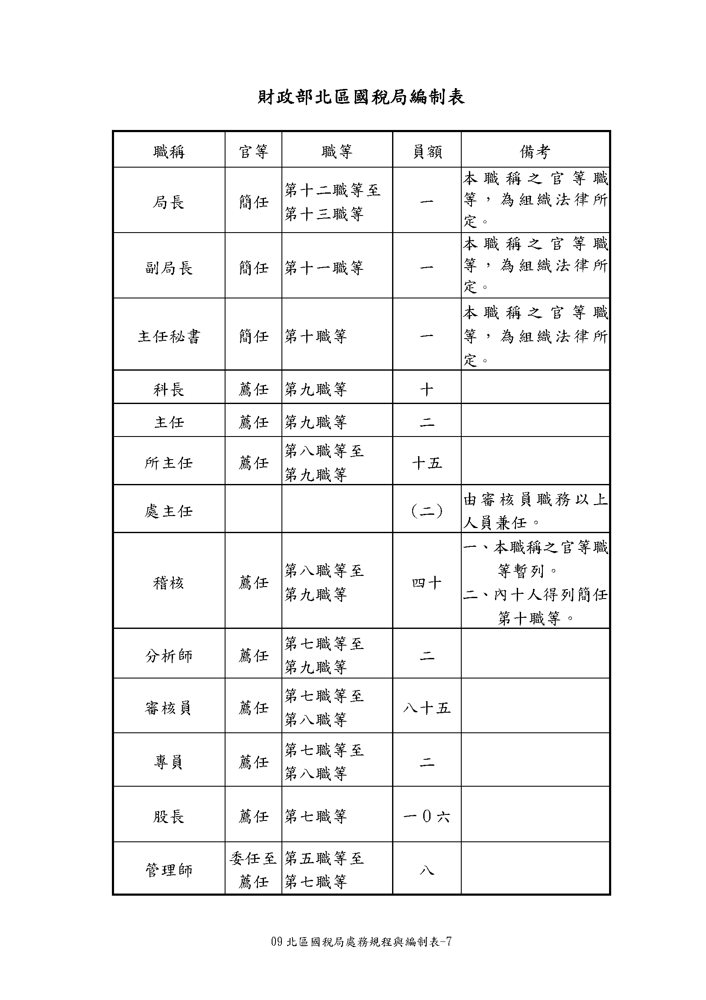 財政部北區國稅局編制表
職稱 官等 職等 員額 備考
局長 簡任 第十二職等至 一 本職稱之官等職
第十三職等 等，為組織法律所
定。
副局長 簡任 第十一職等 一 本職稱之官等職
等，為組織法律所
定。
主任秘書 簡任 第十職等 一 本職稱之官等職
等，為組織法律所
定。
科長 薦任 第九職等 十
主任 薦任 第九職等 二
所主任 薦任 第八職等至 十五
第九職等
處主任 （二） 由審核員職務以上
人員兼任。
稽核 薦任 第八職等至 四十 一、本職稱之官等職
第九職等 等暫列。
二、內十人得列簡任
第十職等。
分析師 薦任 第七職等至 二
第九職等
審核員 薦任 第七職等至 八十五
第八職等
專員 薦任 第七職等至 二
第八職等
股長 薦任 第七職等 一0六
管理師 委任至 第五職等至 八
薦任 第七職等
09北區國稅局處務規程與編制表-7